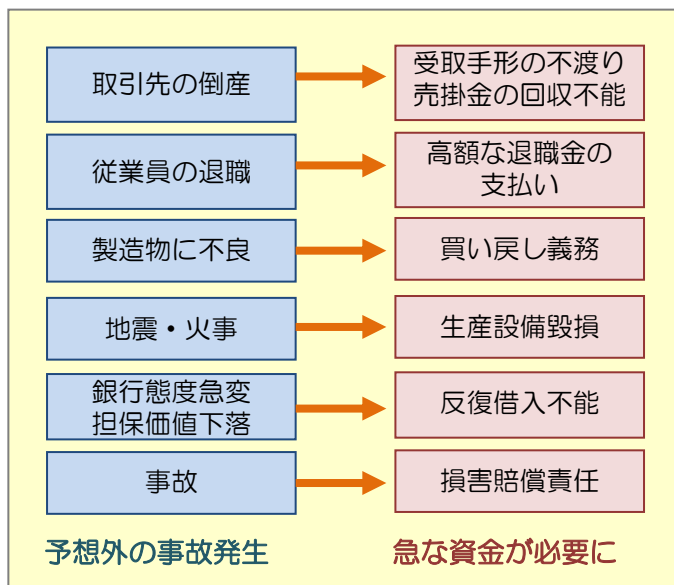 取引先の倒産
受取手形の不渡り
売掛金の回収不能
従業員の退職
高額な退職金の
支払い
製造物に不良
買い戻し義務
地震・火事
生産設備毀損
銀行態度急変
担保価値下落
反復借入不能
事故
損害賠償責任
予想外の事故発生
急な資金が必要に